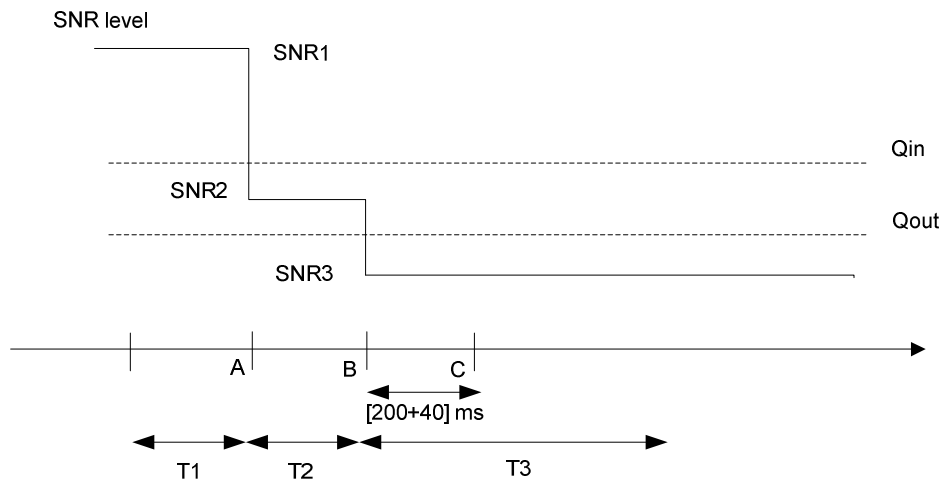 SNR level
SNR1
Qin
SNR2
Qout
SNR3
A
B
C
[200+40] ms
T1
T2
T3